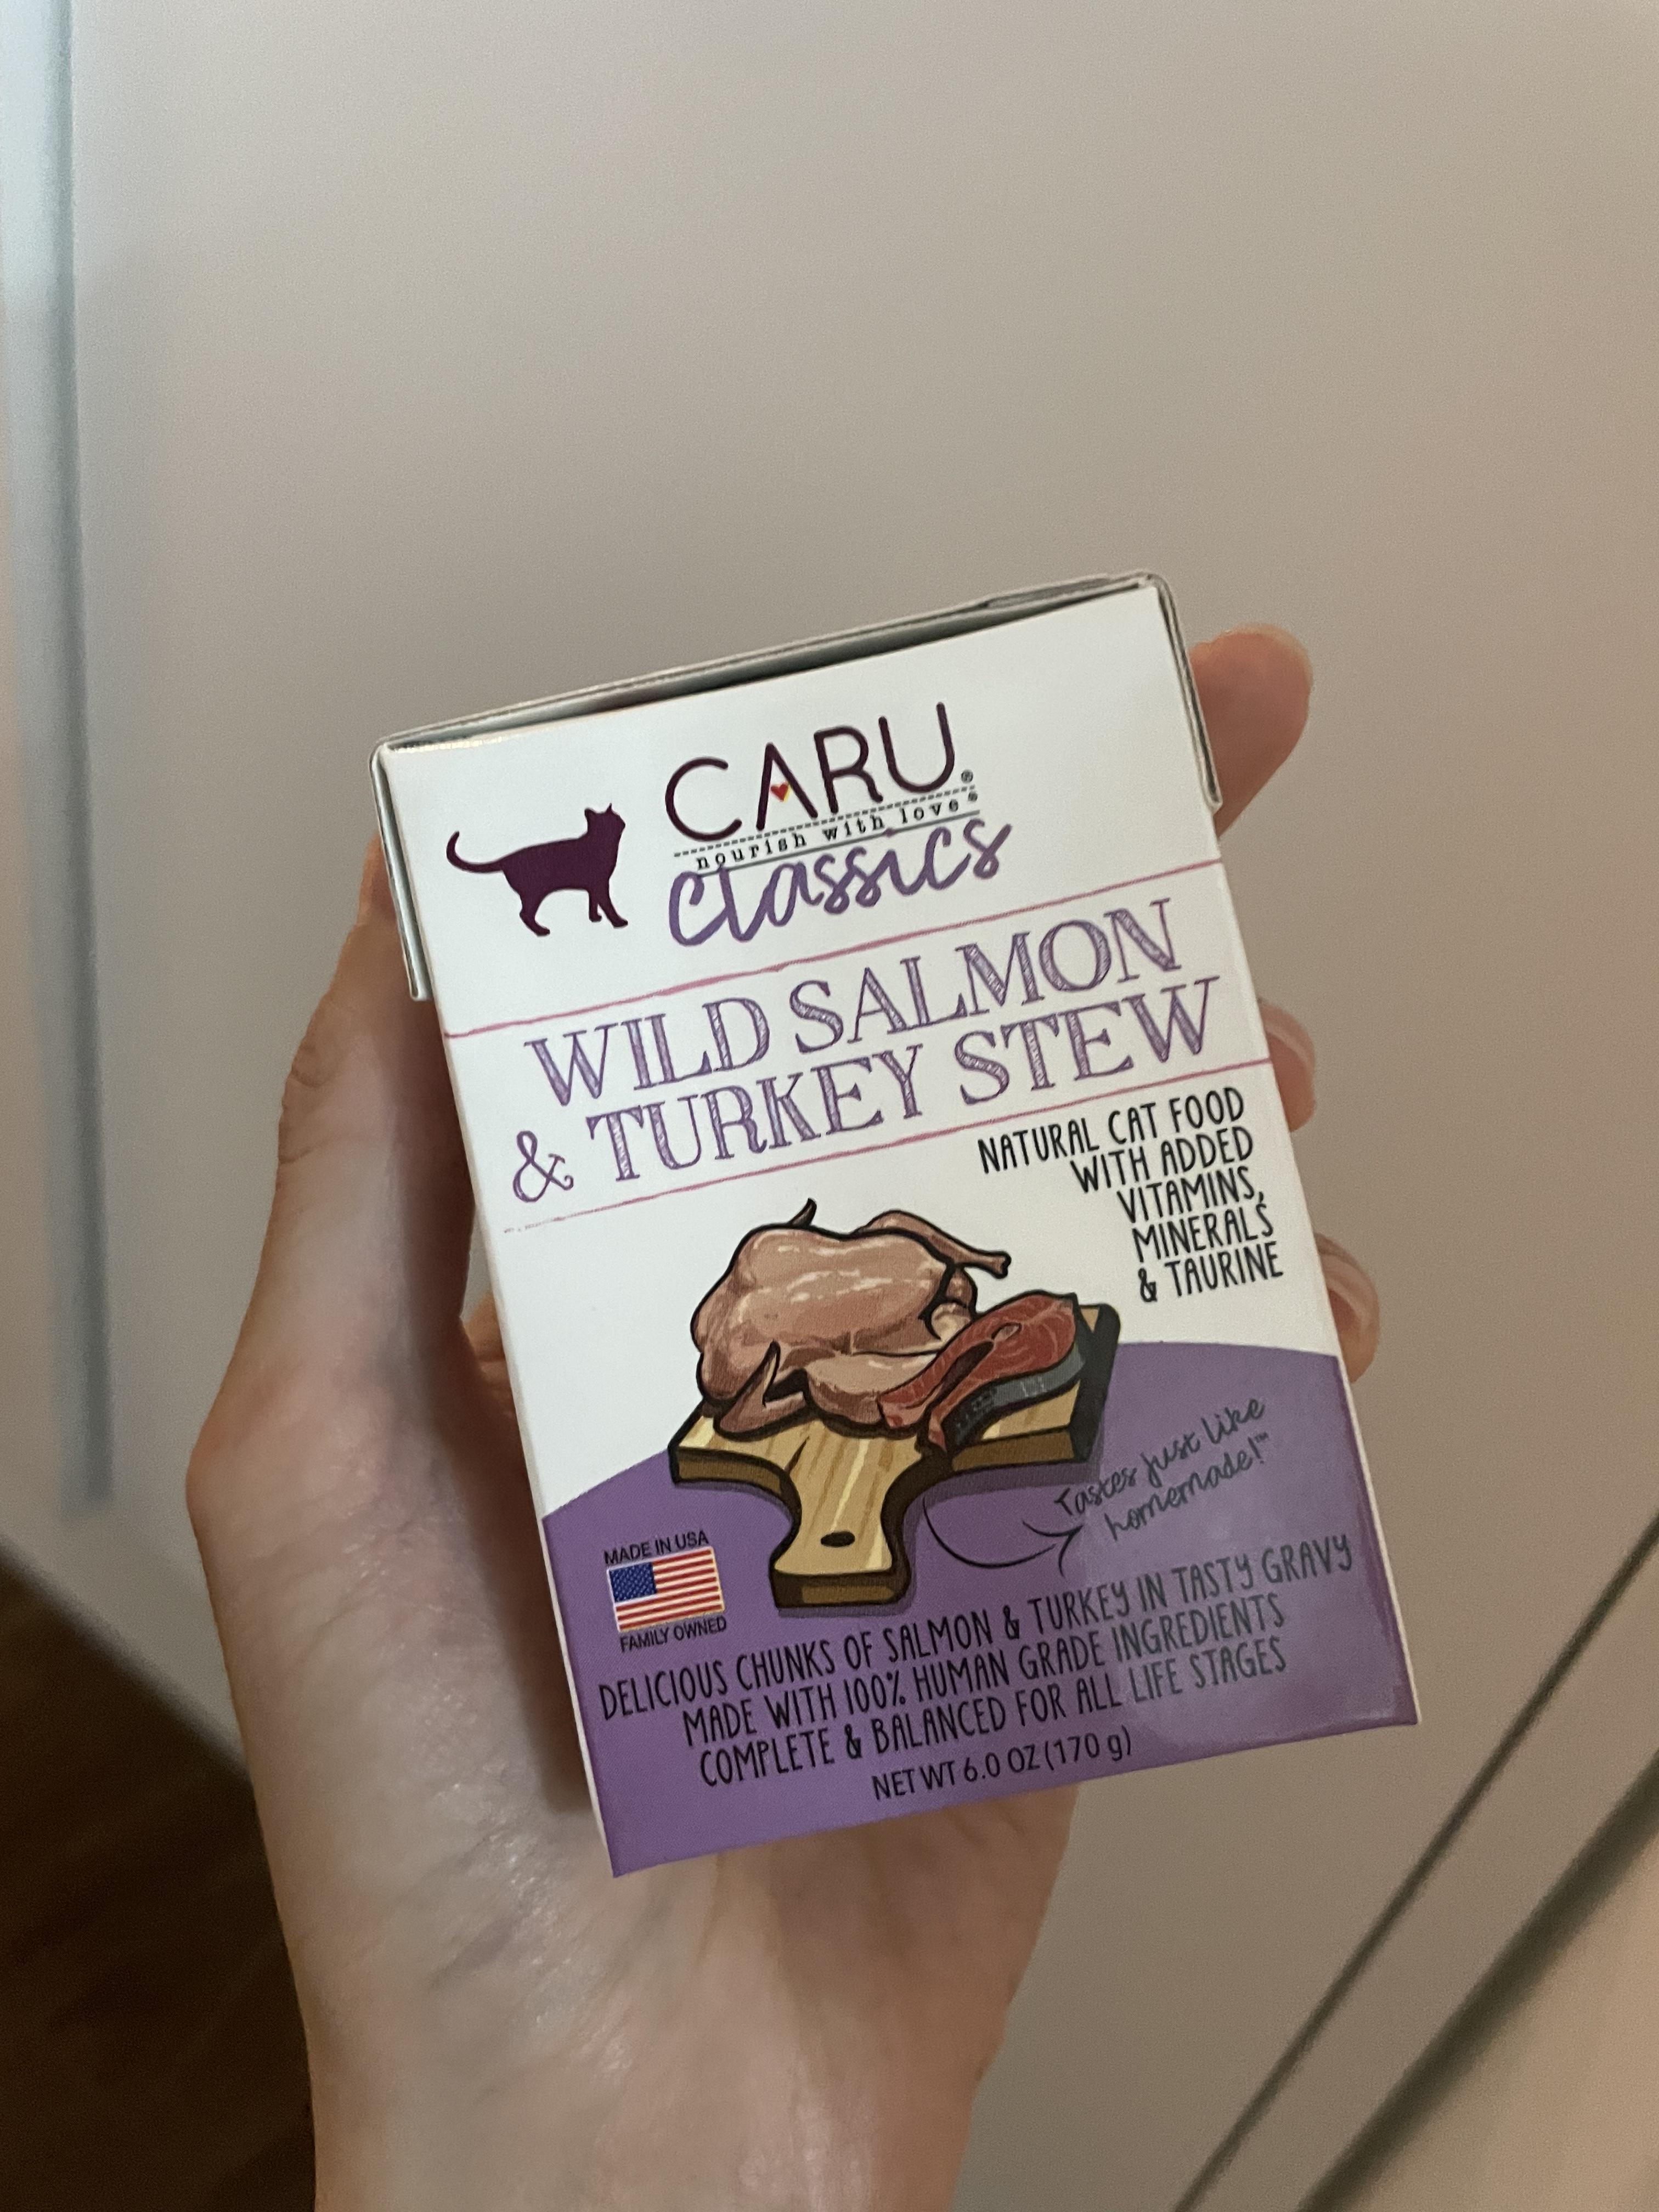 CARU®
nourish with love®
classics
WILD SALMON
& TURKEY STEW
NATURAL CAT FOOD
WITH ADDED
VITAMINS,
MINERALS
& TAURINE
Tastes just like
homemade!™
MADE IN USA
FAMILY OWNED
DELICIOUS CHUNKS OF SALMON & TURKEY IN TASTY GRAVY
MADE WITH 100% HUMAN GRADE INGREDIENTS
COMPLETE & BALANCED FOR ALL LIFE STAGES
NET WT 6.0 OZ (170 g)